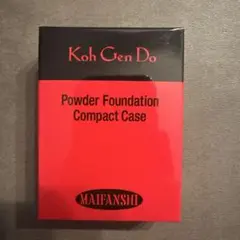 Koh Gen Do
Powder Foundation
Compact Case
MAIFANSHI